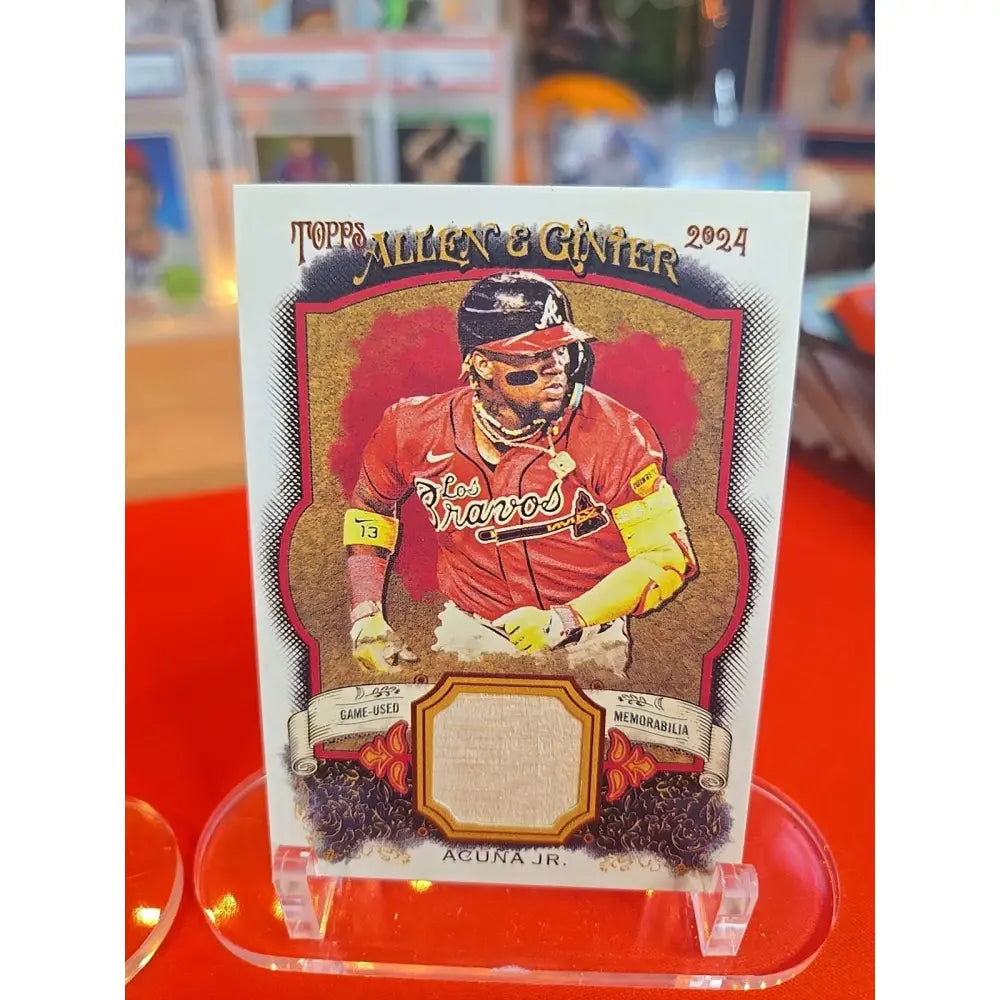 TOPPS ALLEN & GINTER 2024
A
Los
Bravos
13
GAME-USED
MEMORABILIA
ACUÑA JR.